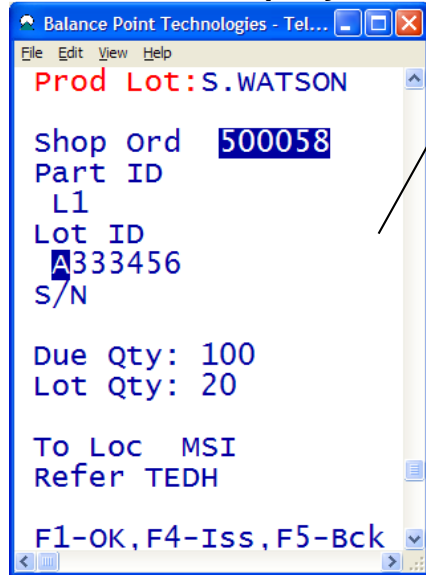 Balance Point Technologies - Tel...
File Edit View Help
Prod Lot:S.WATSON
Shop Ord 500058
Part ID
L1
Lot ID
A333456
S/N
Due Qty: 100
Lot Qty: 20
To Loc MSI
Refer TEDH
F1-OK,F4-Iss,F5-Bck